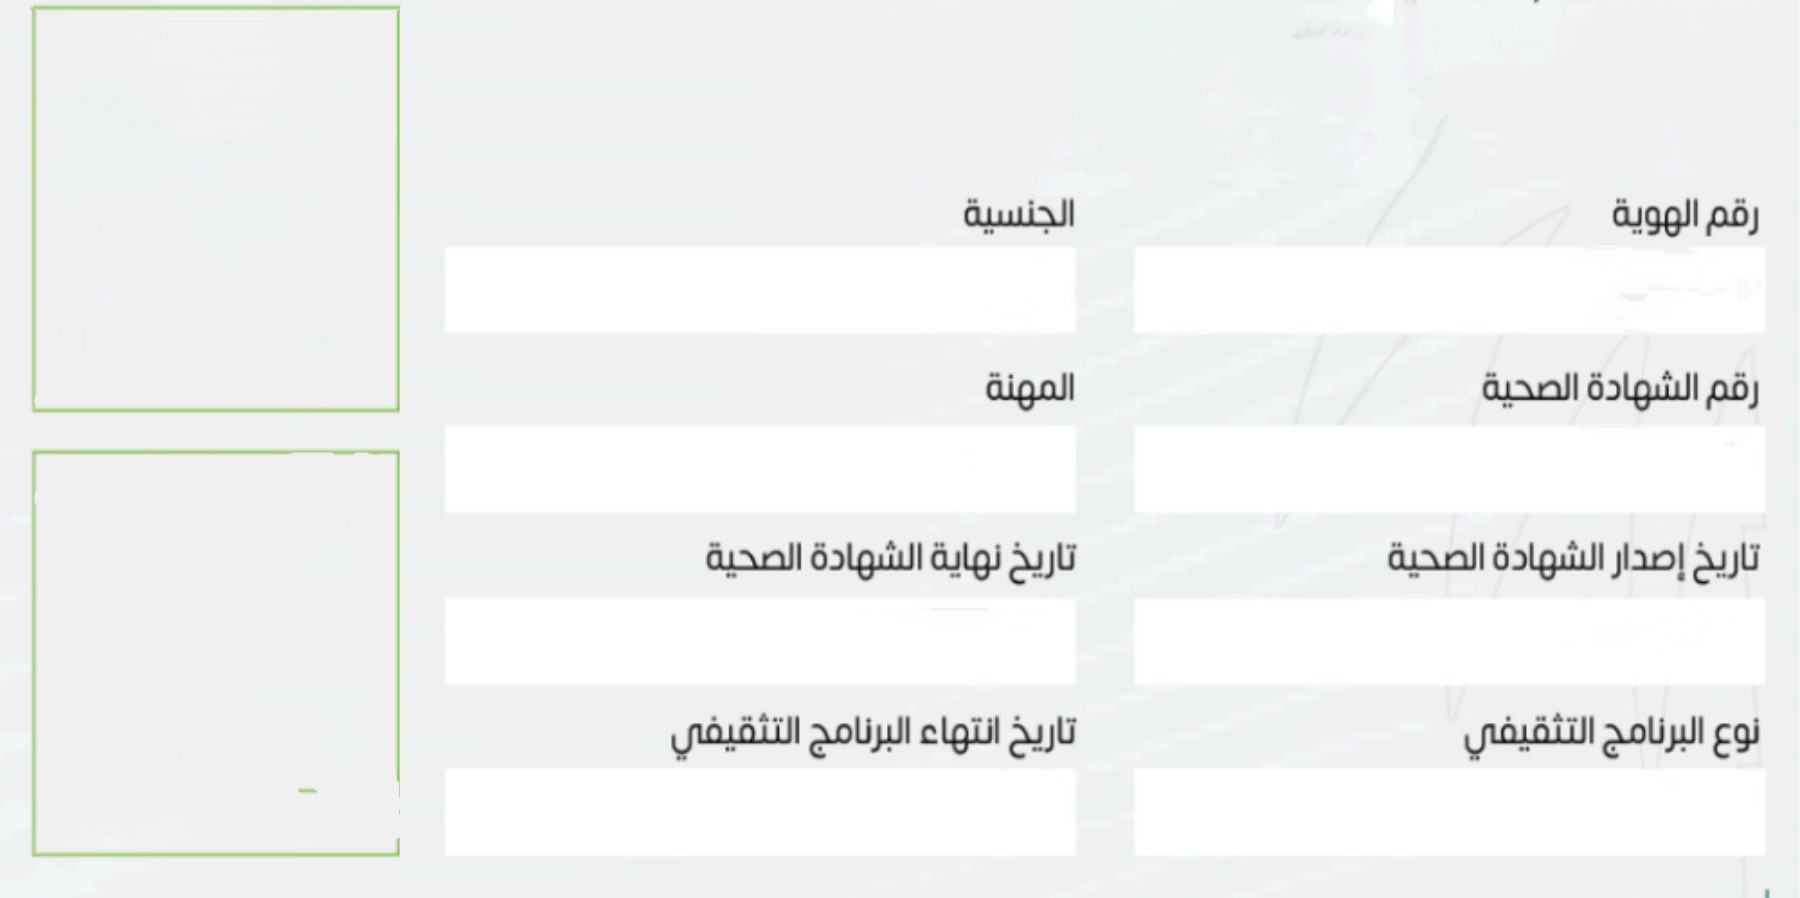 رقم الهوية
الجنسية
رقم الشهادة الصحية
المهنة
تاريخ إصدار الشهادة الصحية
تاريخ نهاية الشهادة الصحية
نوع البرنامج التثقيفي
تاريخ انتهاء البرنامج التثقيفي